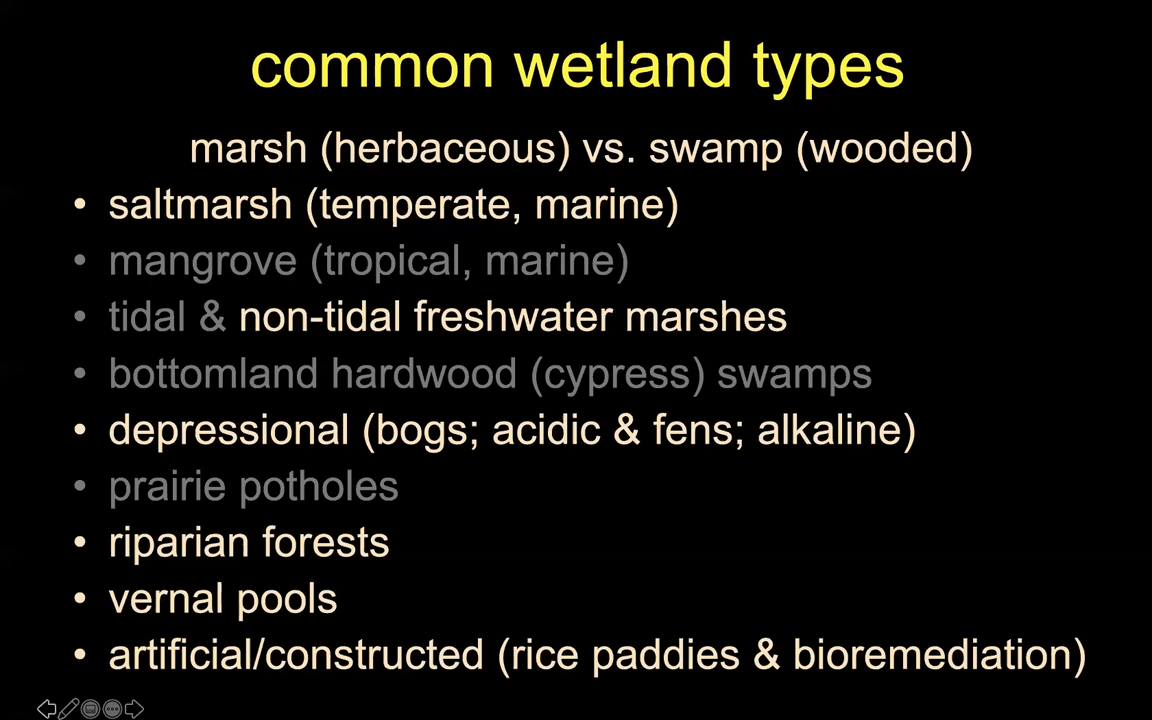 common wetland types
marsh (herbaceous) vs. swamp (wooded)
• saltmarsh (temperate, marine)
• mangrove (tropical, marine)
• tidal & non-tidal freshwater marshes
• bottomland hardwood (cypress) swamps
• depressional (bogs; acidic & fens; alkaline)
• prairie potholes
• riparian forests
• vernal pools
• artificial/constructed (rice paddies & bioremediation)